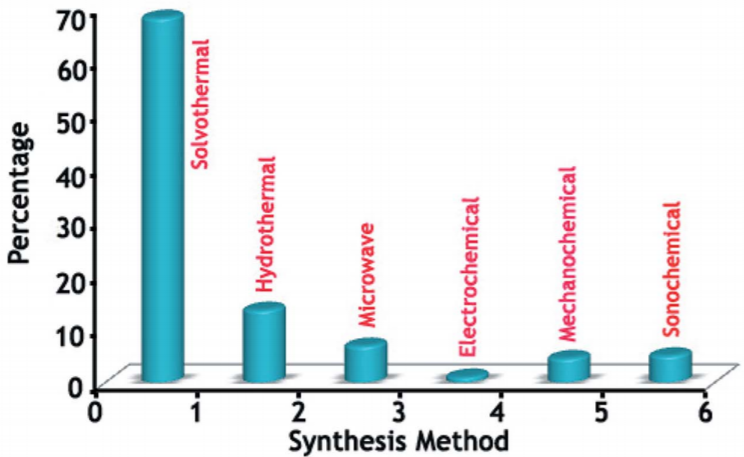 70
60
50
40
30
20
10
0
Percentage
Solvothermal
Hydrothermal
Microwave
Electrochemical
Mechanochemical
Sonochemical
0 1 2 3 4 5 6
Synthesis Method